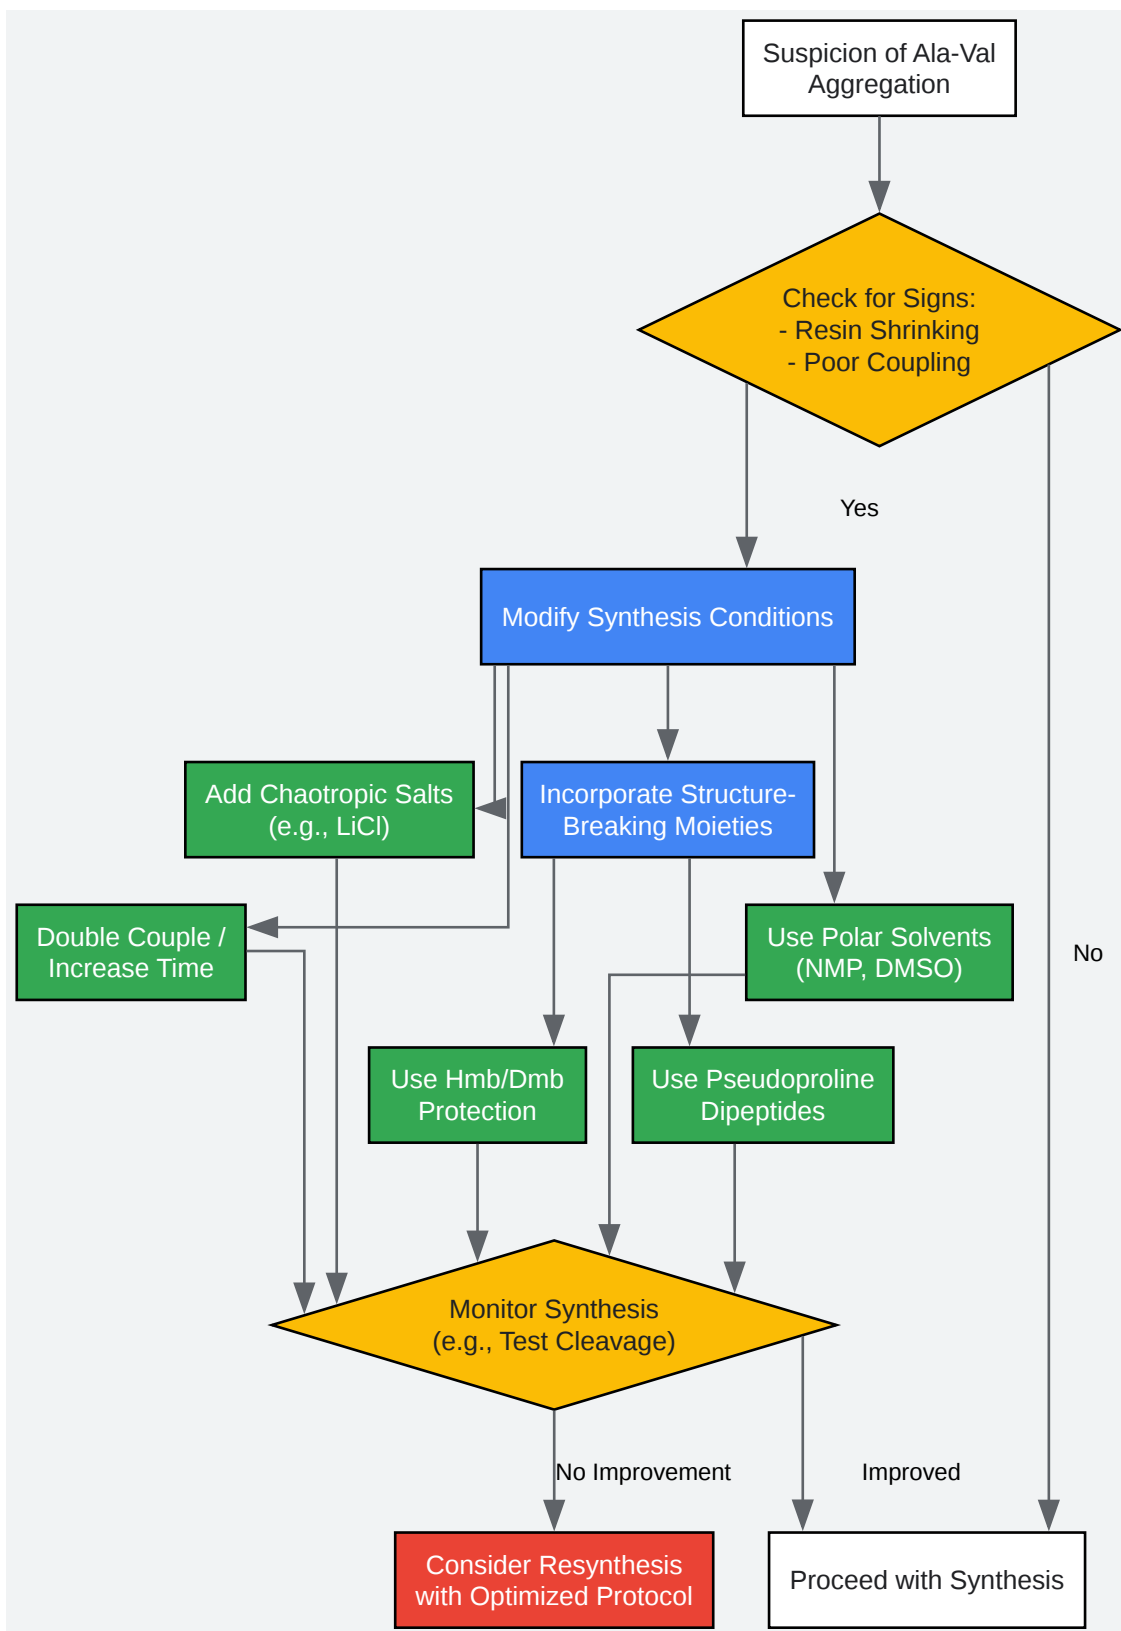 Suspicion of Ala-Val
Aggregation
Check for Signs:
- Resin Shrinking
- Poor Coupling
Yes
Modify Synthesis Conditions
Add Chaotropic Salts
(e.g., LiCl)
Incorporate Structure-
Breaking Moieties
Double Couple /
Increase Time
Use Polar Solvents
(NMP, DMSO)
No
Use Hmb/Dmb
Protection
Use Pseudoproline
Dipeptides
Monitor Synthesis
(e.g., Test Cleavage)
No Improvement
Improved
Consider Resynthesis
with Optimized Protocol
Proceed with Synthesis